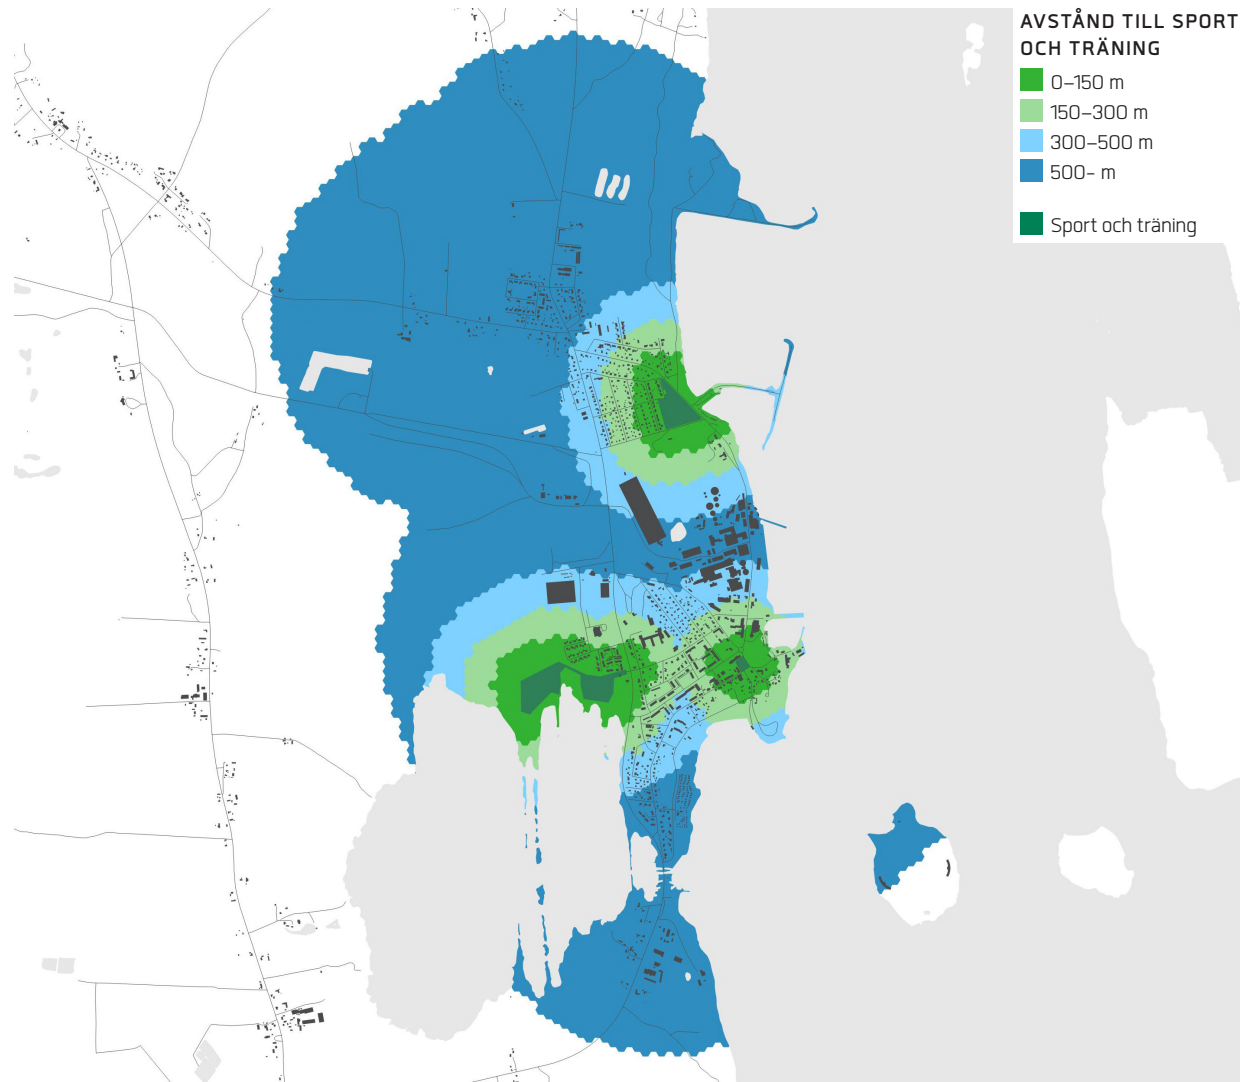 AVSTÅND TILL SPORT
OCH TRÄNING
0–150 m
150–300 m
300–500 m
500- m
Sport och träning